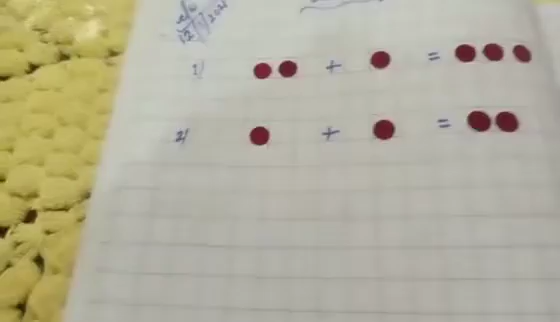 1) ●● + ● = ●●●
2) ● + ● = ●●